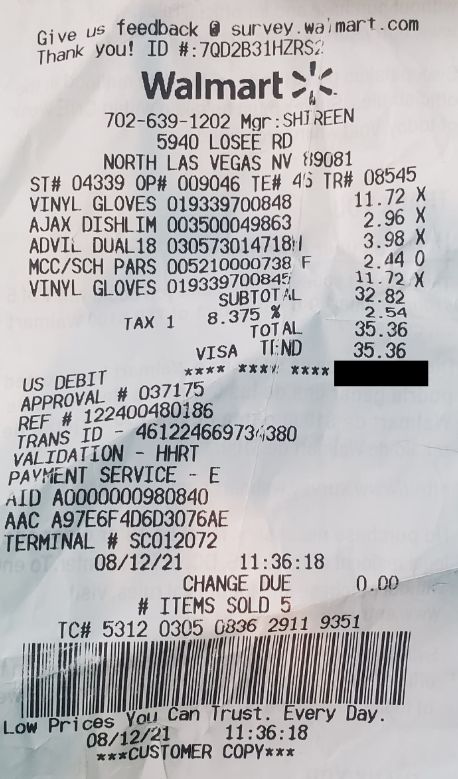 Give us feedback @ survey.walmart.com
Thank you! ID #:7QD2B31HZRS2
Walmart
702-639-1202 Mgr:SHIREEN
5940 LOSEE RD
NORTH LAS VEGAS NV 89081
ST# 04339 OP# 009046 TE# 45 TR# 08545
VINYL GLOVES 019339700848 11.72 X
AJAX DISHLIM 003500049863 2.96 X
ADVIL DUAL18 030573014718H 3.98 X
MCC/SCH PARS 005210000738 F 2.44 O
VINYL GLOVES 019339700845 11.72 X
SUBTOTAL 32.82
TAX 1 8.375 % 2.54
TOTAL 35.36
VISA TEND 35.36
US DEBIT **** **** ****
APPROVAL # 037175
REF # 122400480186
TRANS ID - 461224669734380
VALIDATION - HHRT
PAYMENT SERVICE - E
AID A0000000980840
AAC A97E6F4D6D3076AE
TERMINAL # SC012072
08/12/21 11:36:18
CHANGE DUE 0.00
# ITEMS SOLD 5
TC# 5312 0305 0836 2911 9351
Low Prices You Can Trust. Every Day.
08/12/21 11:36:18
***CUSTOMER COPY***